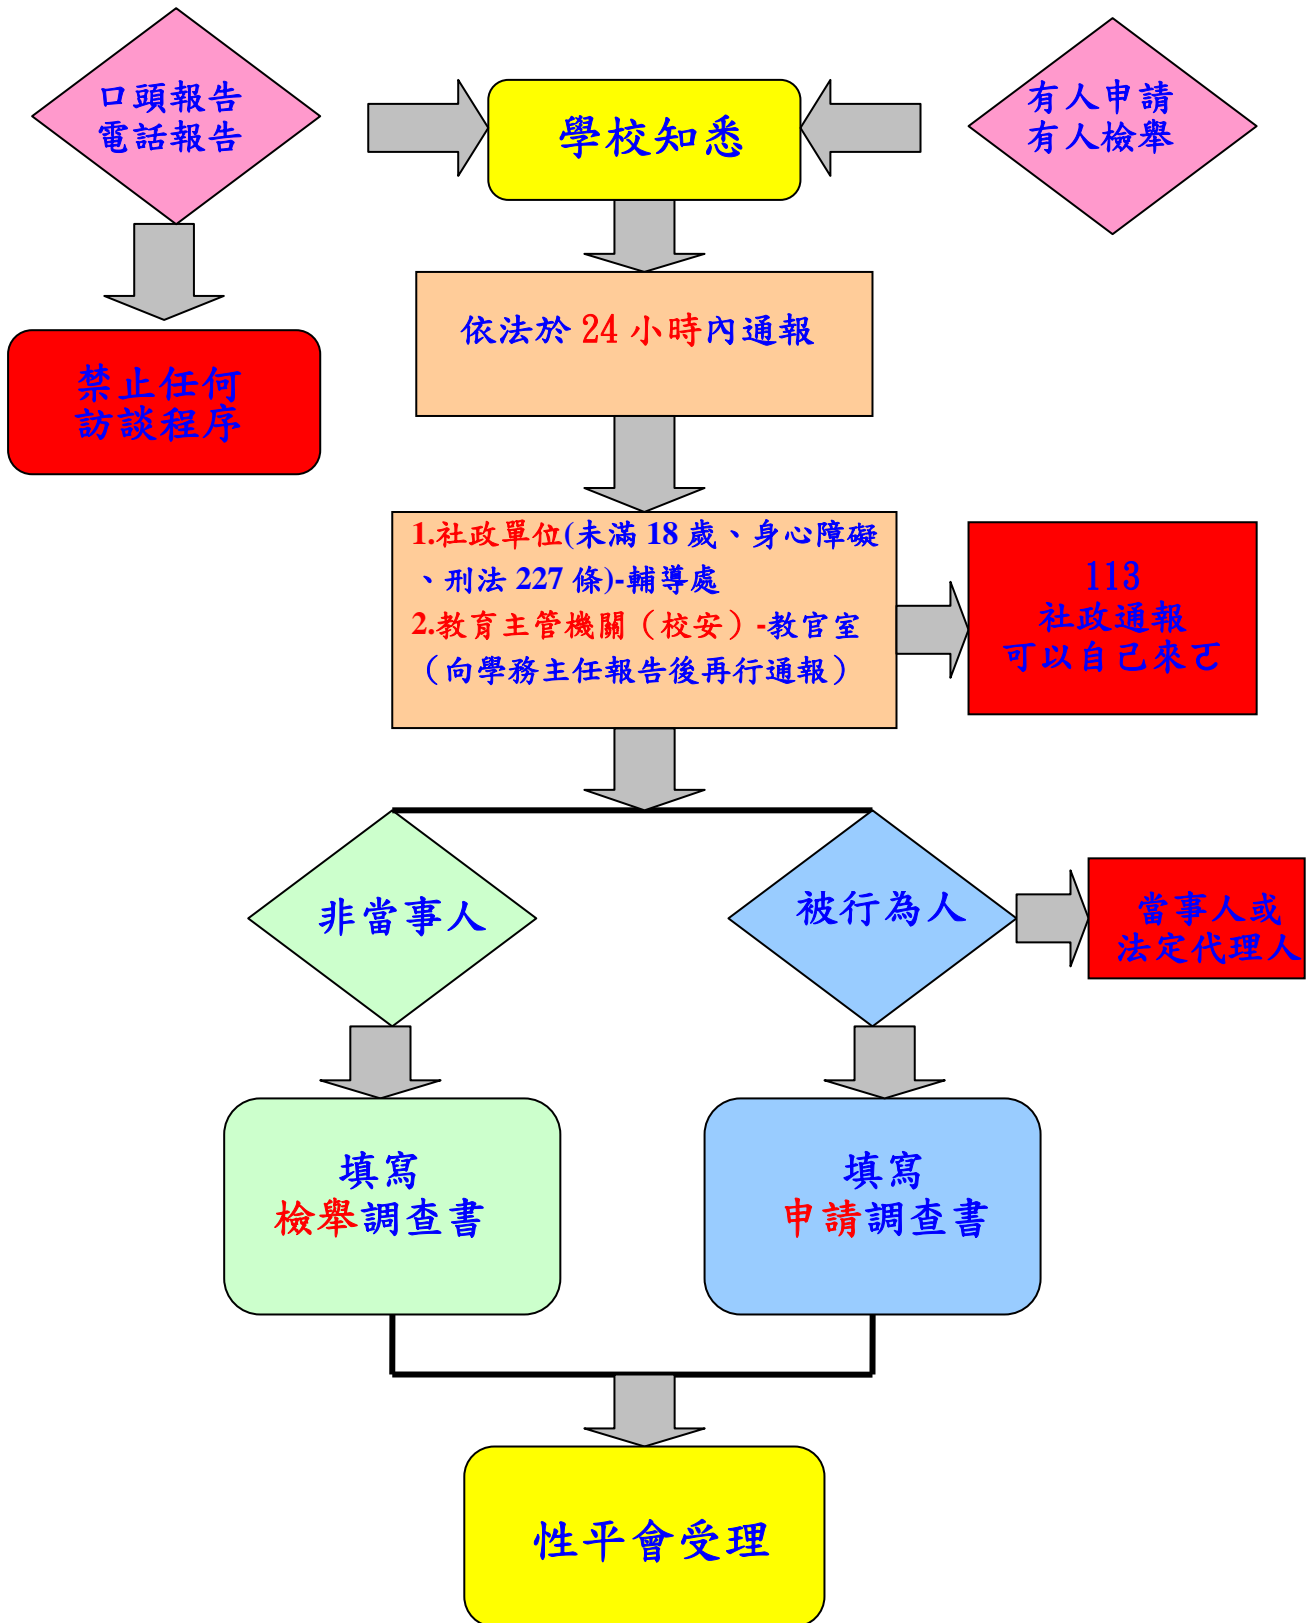 口頭報告
電話報告
學校知悉
有人申請
有人檢舉
依法於 24 小時內通報
禁止任何
訪談程序
1.社政單位(未滿 18 歲、身心障礙
、刑法 227 條)-輔導處
2.教育主管機關（校安）-教官室
（向學務主任報告後再行通報）
113
社政通報
可以自己來ㄛ
非當事人
被行為人
當事人或
法定代理人
填寫
檢舉調查書
填寫
申請調查書
性平會受理